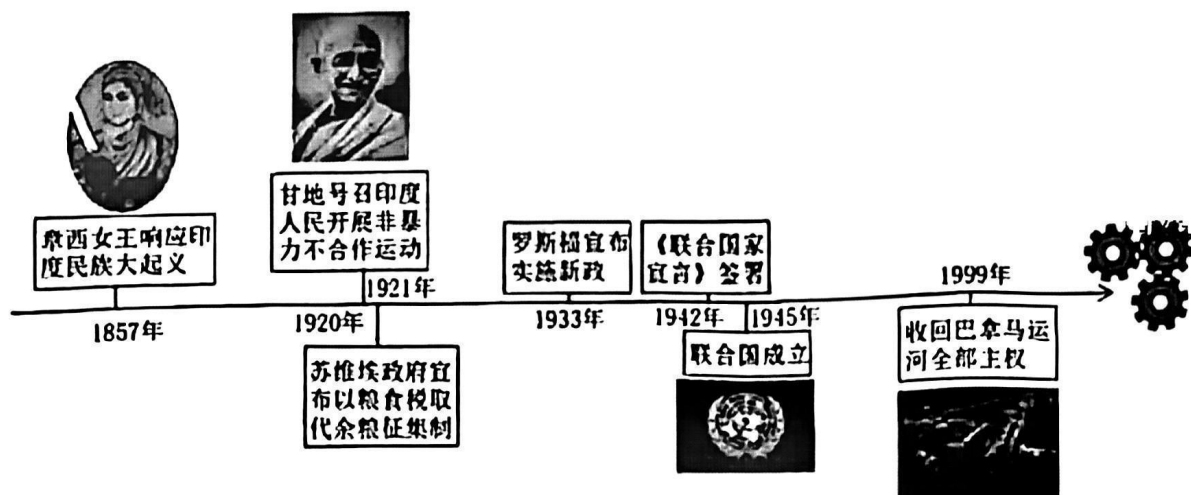 章西女王响应印
度民族大起义
1857年
甘地号召印度
人民开展非暴
力不合作运动
1920年
1921年
苏维埃政府宣
布以粮食税取
代余粮征集制
罗斯福宣布
实施新政
1933年
《联合国家
宣言》签署
1942年
1945年
联合国成立
1999年
收回巴拿马运
河全部主权